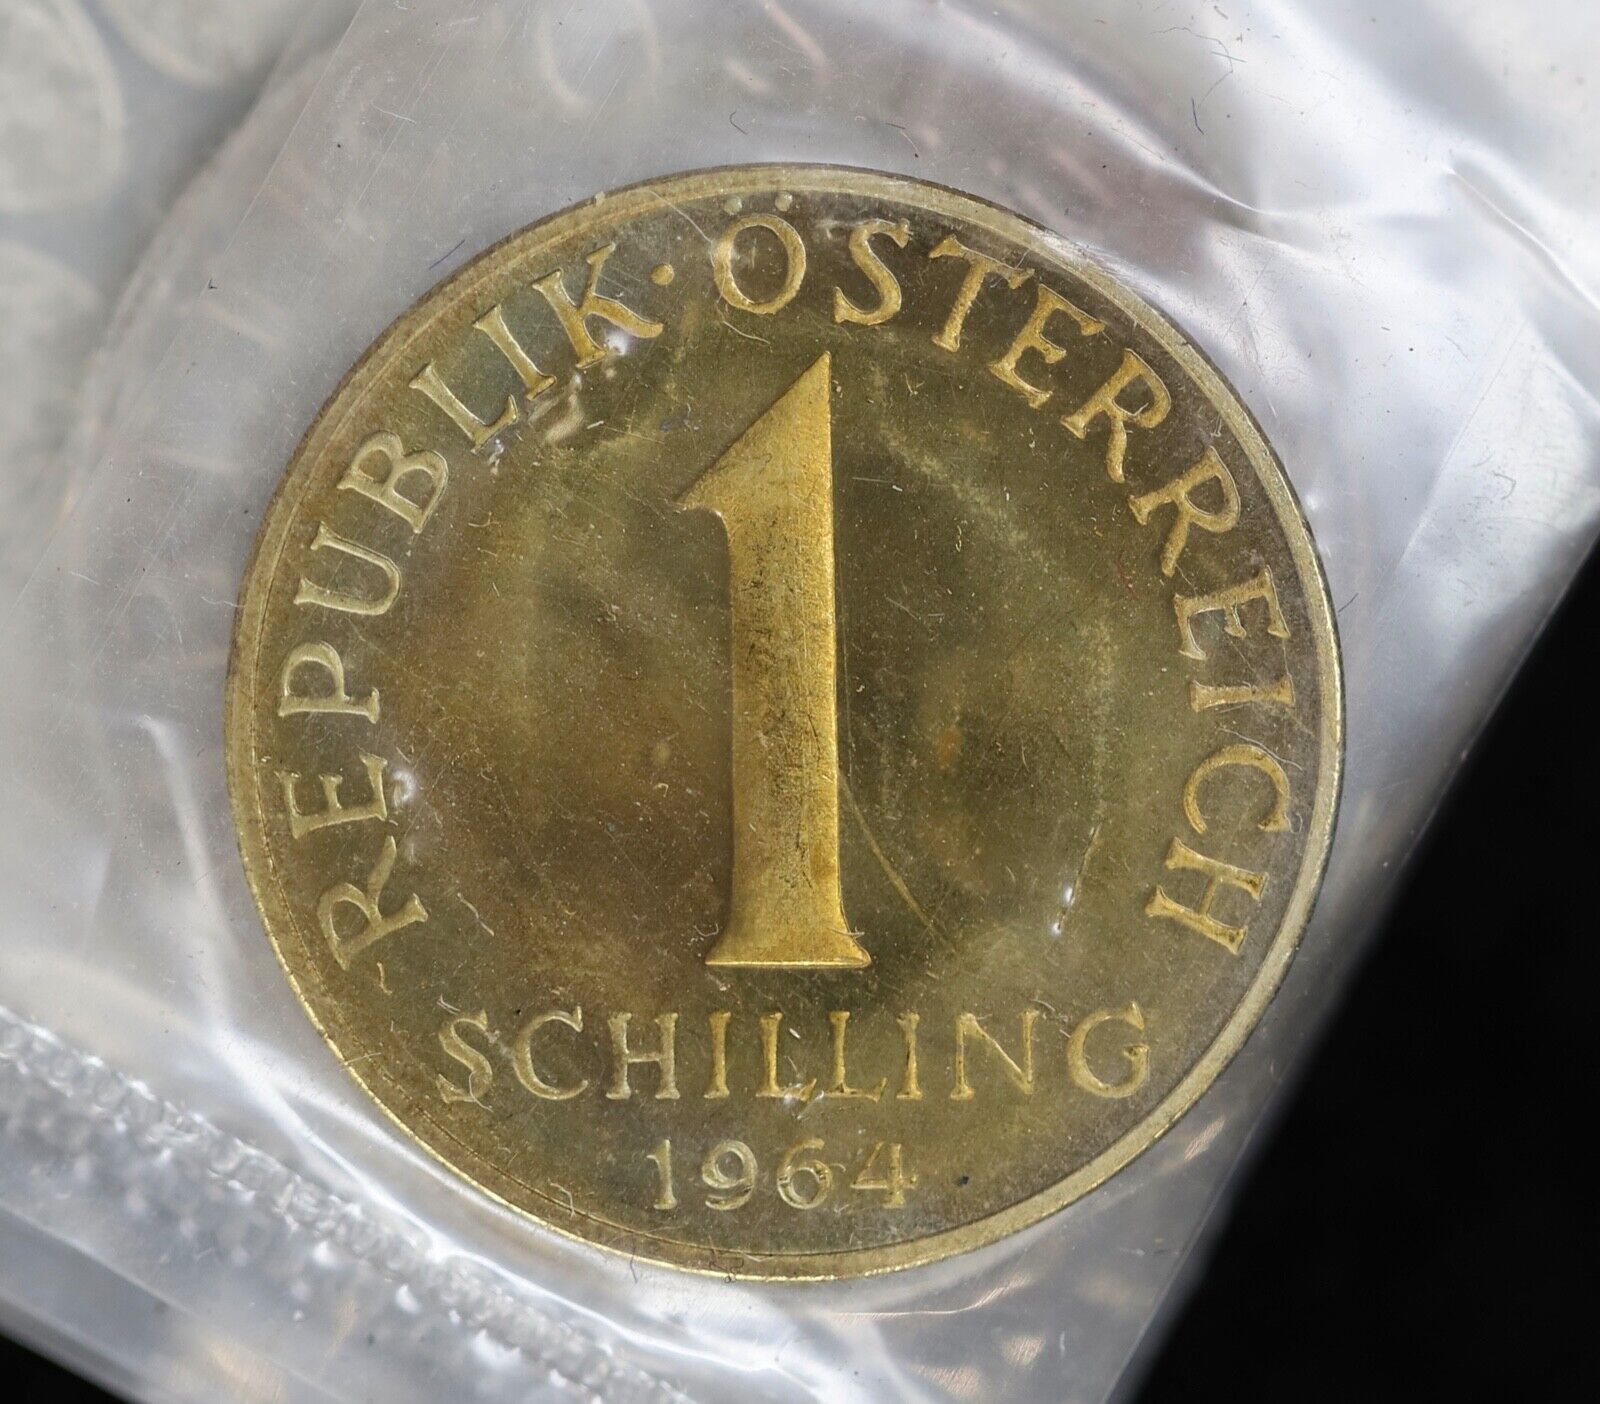 REPUBLIK · ÖSTERREICH
1
SCHILLING
1964